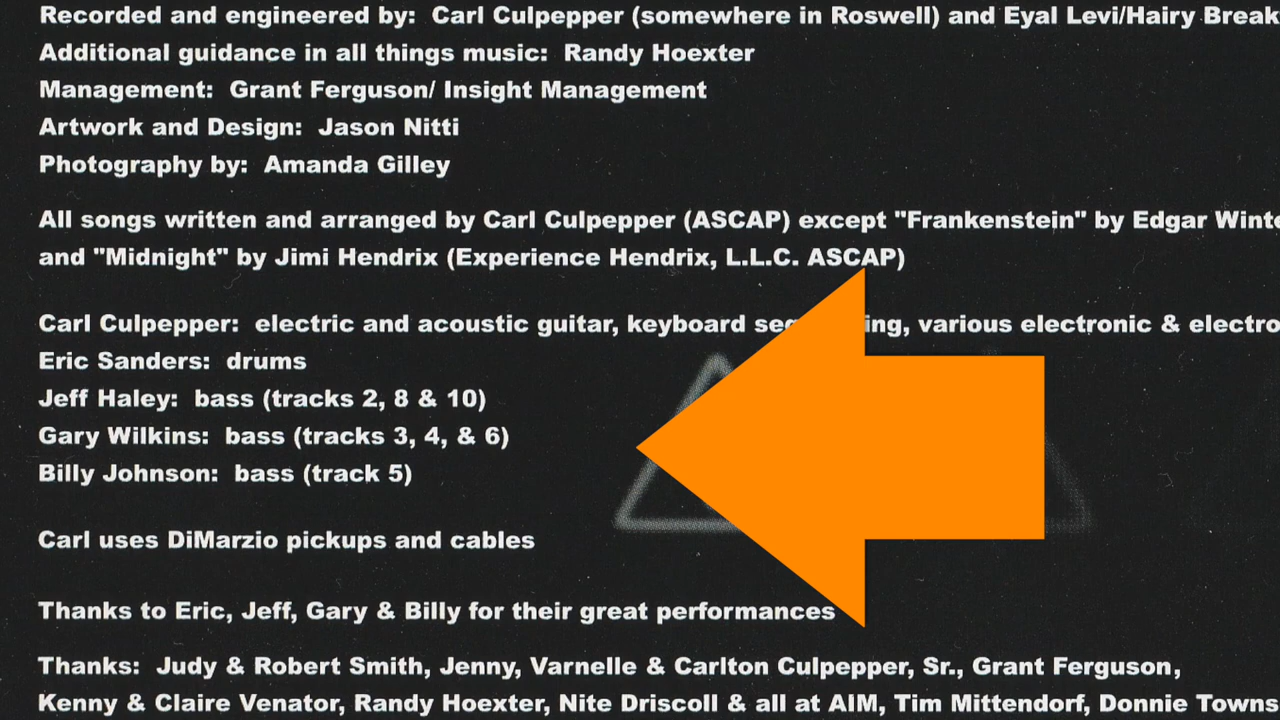 Recorded and engineered by: Carl Culpepper (somewhere in Roswell) and Eyal Levi/Hairy Break
Additional guidance in all things music: Randy Hoexter
Management: Grant Ferguson/ Insight Management
Artwork and Design: Jason Nitti
Photography by: Amanda Gilley
All songs written and arranged by Carl Culpepper (ASCAP) except "Frankenstein" by Edgar Winte
and "Midnight" by Jimi Hendrix (Experience Hendrix, L.L.C. ASCAP)
Carl Culpepper: electric and acoustic guitar, keyboard various electronic & electro
Eric Sanders: drums
Jeff Haley: bass (tracks 2, 8 & 10)
Gary Wilkins: bass (tracks 3, 4, & 6)
Billy Johnson: bass (track 5)
Carl uses DiMarzio pickups and cables
Thanks to Eric, Jeff, Gary & Billy for their great performances
Thanks: Judy & Robert Smith, Jenny, Varnelle & Carlton Culpepper, Sr., Grant Ferguson,
Kenny & Claire Venator, Randy Hoexter, Nite Driscoll & all at AIM, Tim Mittendorf, Donnie Towns